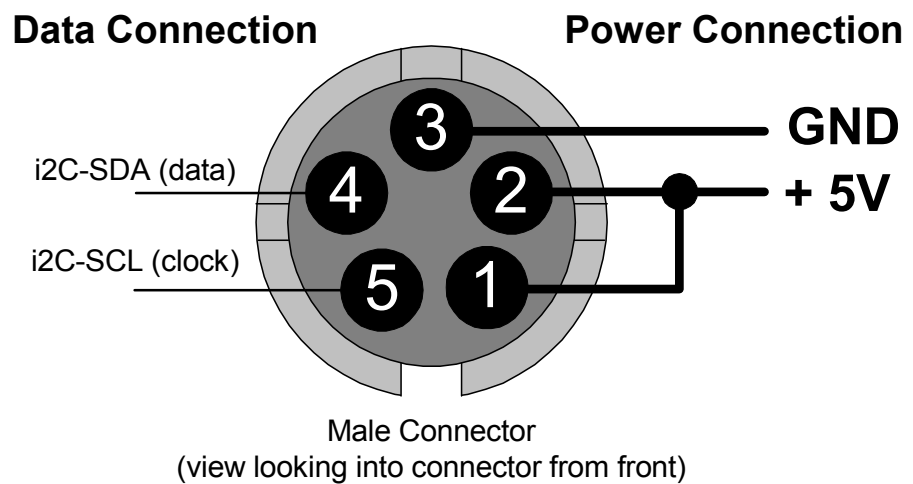 Data Connection
Power Connection
3
GND
i2C-SDA (data)
4
2
+ 5V
i2C-SCL (clock)
5
1
Male Connector
(view looking into connector from front)